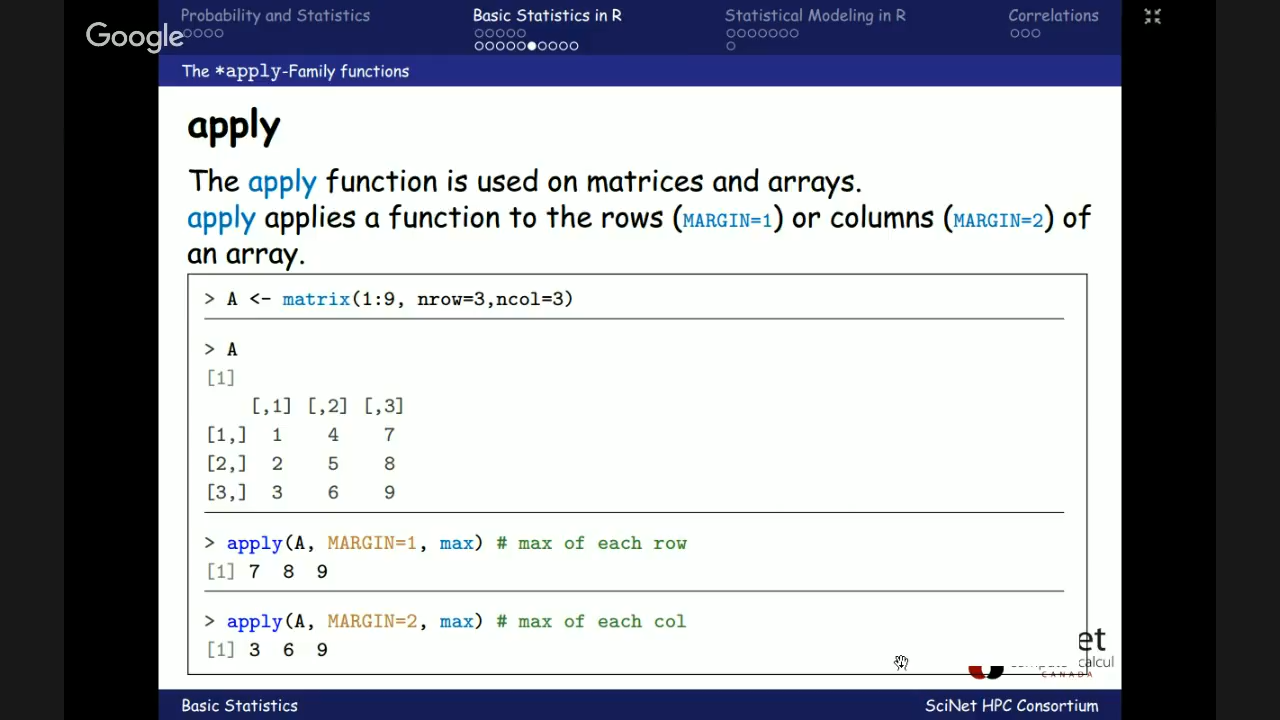 Probability and Statistics
Basic Statistics in R
Statistical Modeling in R
Correlations
Google
The *apply-Family functions
apply
The apply function is used on matrices and arrays.
apply applies a function to the rows (MARGIN=1) or columns (MARGIN=2) of
an array.
> A <- matrix(1:9, nrow=3,ncol=3)
> A
[1]
[,1] [,2] [,3]
[1,] 1 4 7
[2,] 2 5 8
[3,] 3 6 9
> apply(A, MARGIN=1, max) # max of each row
[1] 7 8 9
> apply(A, MARGIN=2, max) # max of each col
[1] 3 6 9
et
calcul
CANADA
Basic Statistics
SciNet HPC Consortium